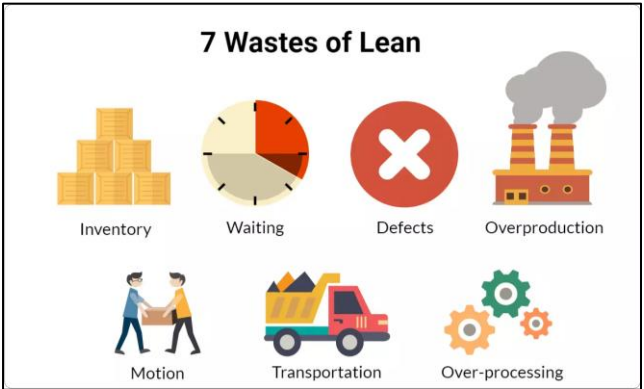 7 Wastes of Lean
Inventory
Waiting
Defects
Overproduction
Motion
Transportation
Over-processing